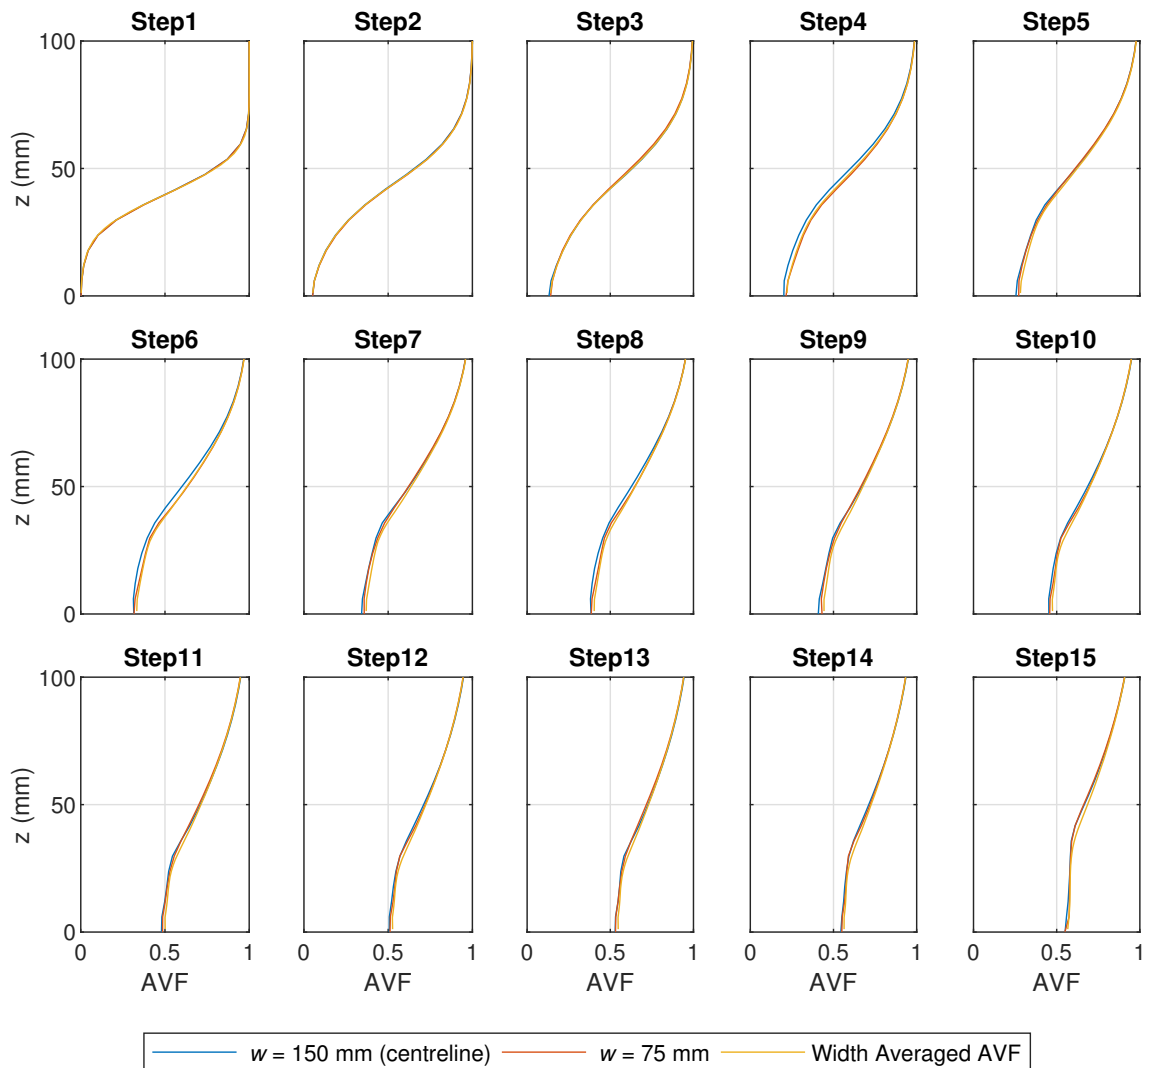 Step1 Step2 Step3 Step4 Step5
100
50
0
z (mm)
Step6 Step7 Step8 Step9 Step10
100
50
0
z (mm)
Step11 Step12 Step13 Step14 Step15
100
50
0
z (mm)
0 0.5 1 0 0.5 1 0 0.5 1 0 0.5 1 0 0.5 1
AVF AVF AVF AVF AVF
w = 150 mm (centreline) w = 75 mm Width Averaged AVF